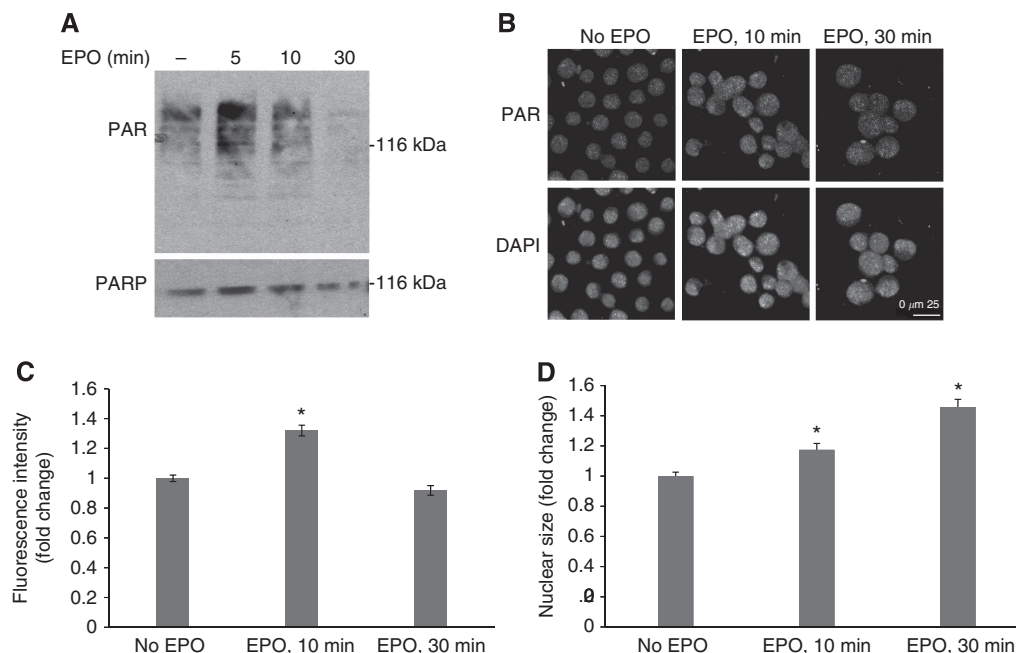 A
EPO (min) – 5 10 30
PAR
-116 kDa
PARP
-116 kDa
B
No EPO EPO, 10 min EPO, 30 min
PAR
DAPI
0 μm 25
C
Fluorescence intensity
(fold change)
1.6
1.4
1.2
1
0.8
0.6
0.4
0.2
0
*
No EPO EPO, 10 min EPO, 30 min
D
Nuclear size (fold change)
1.6
1.4
1.2
1
0.8
0.6
0.4
0
*
*
No EPO EPO, 10 min EPO, 30 min